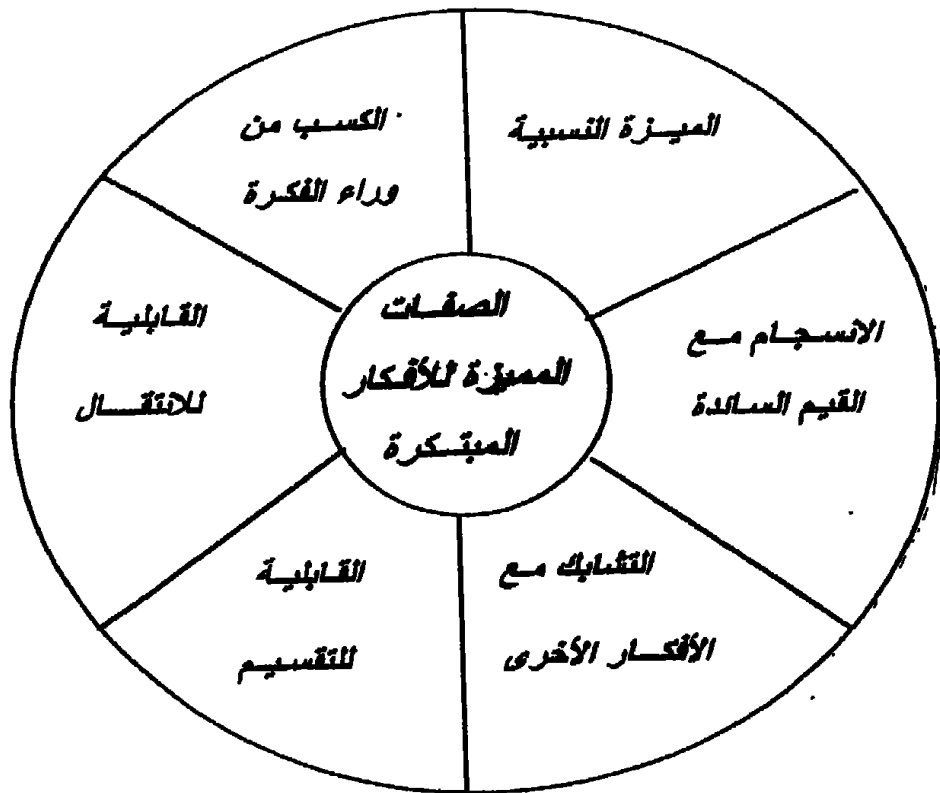 الصفات
المميزة للأفكار
المبتكرة
الميزة النسبية
الانسجام مع
القيم السائدة
التشابك مع
الأفكار الأخرى
القابلية
للتقسيم
القابلية
للانتقال
الكسب من
وراء الفكرة